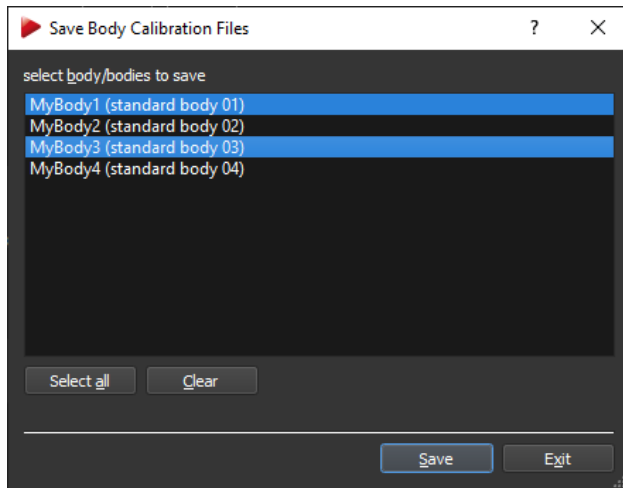 Save Body Calibration Files
?
select body/bodies to save
MyBody1 (standard body 01)
MyBody2 (standard body 02)
MyBody3 (standard body 03)
MyBody4 (standard body 04)
Select all
Clear
Save
Exit